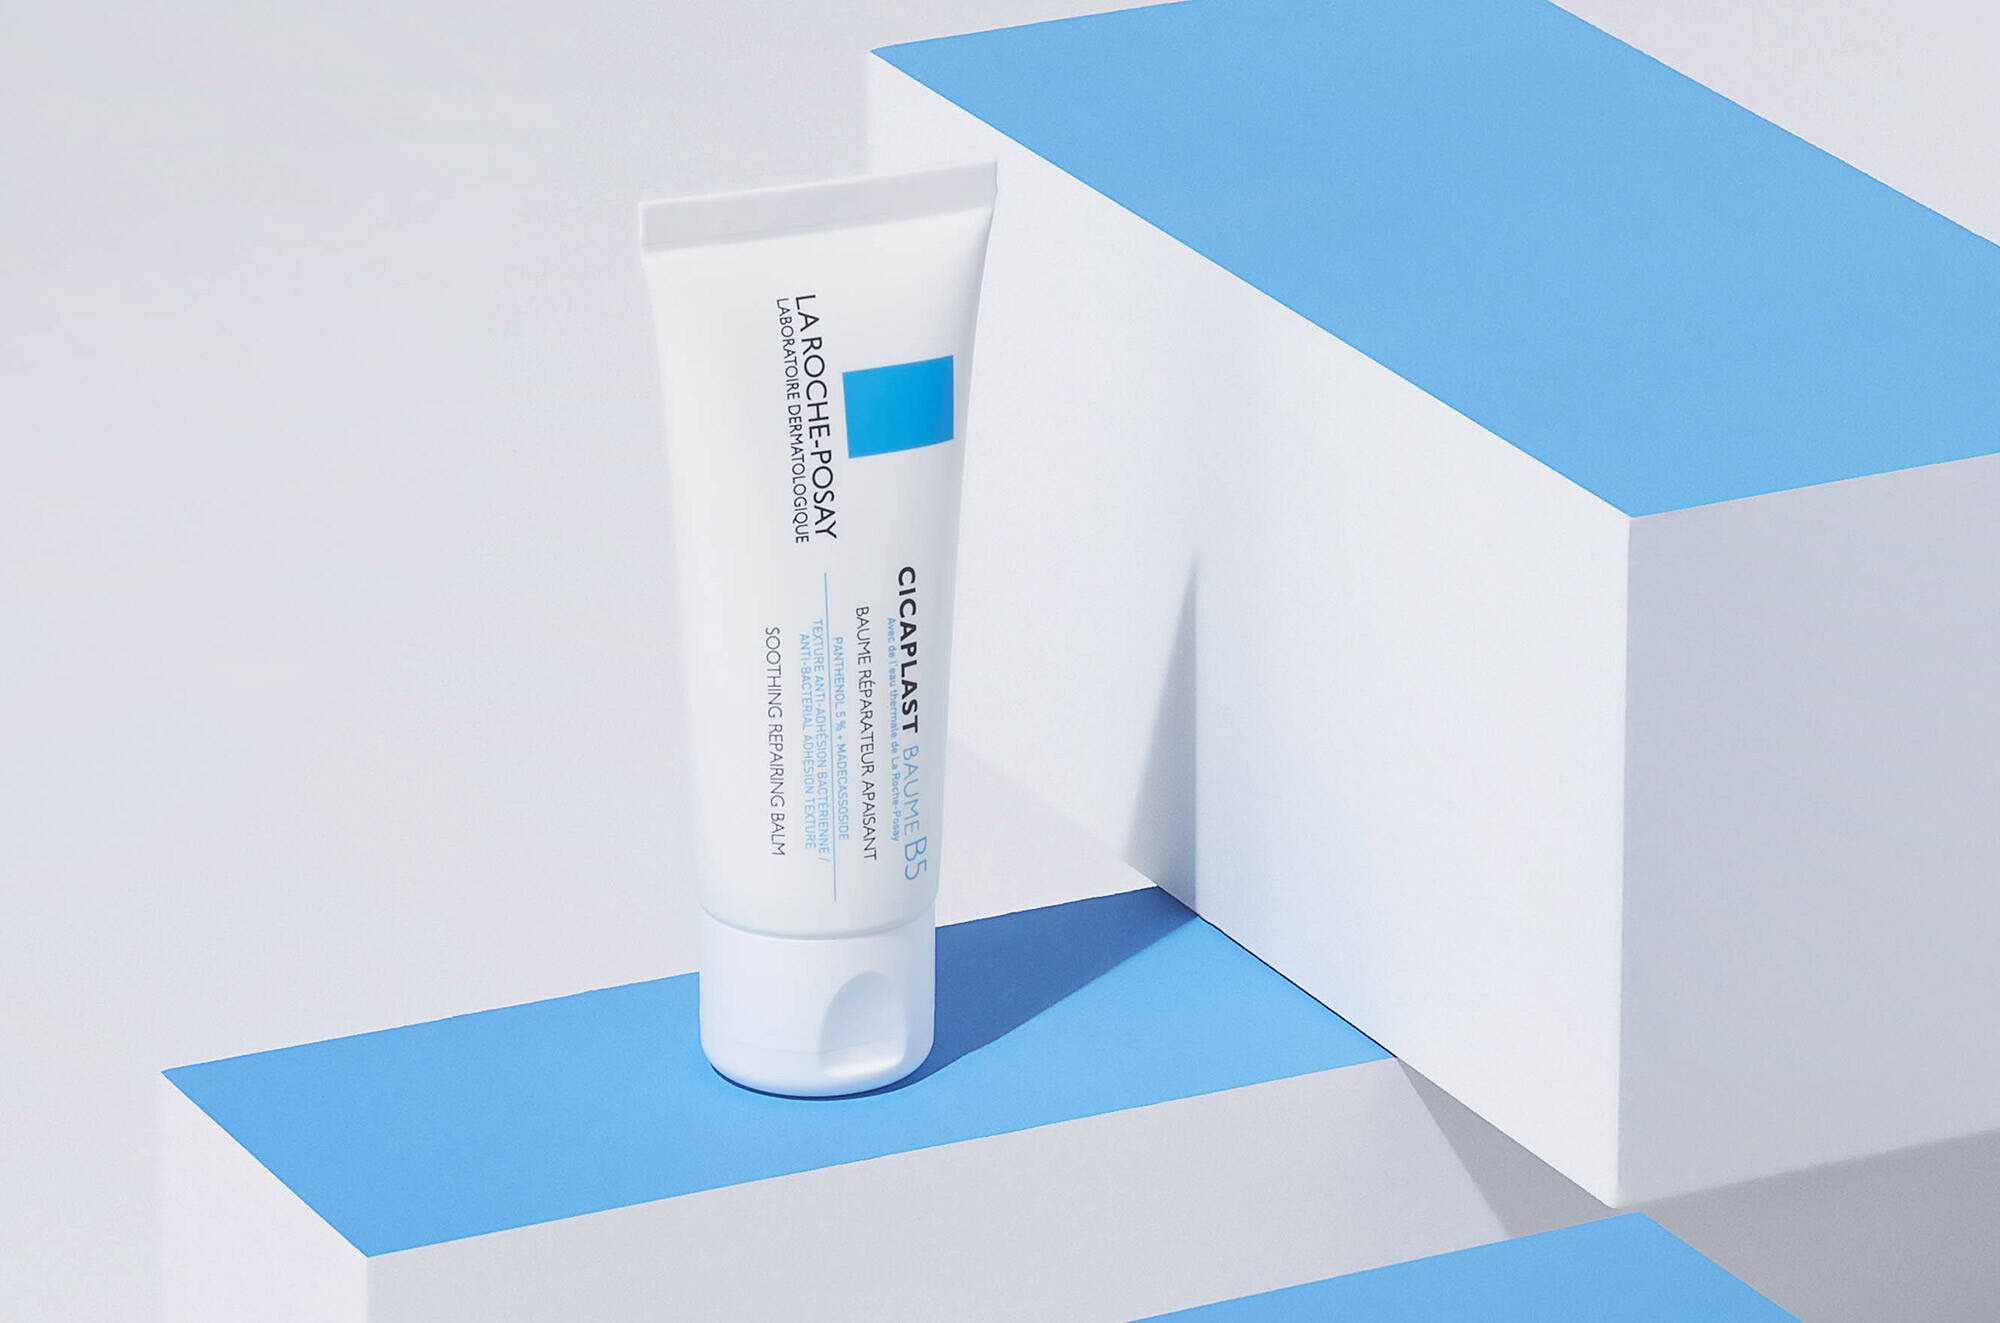 LA ROCHE-POSAY
LABORATOIRE DERMATOLOGIQUE
CICAPLAST BAUME B5
Avec de l'eau thermale de La Roche-Posay
BAUME RÉPARATEUR APAISANT
PANTHENOL 5 % + MADECASSOSIDE
TEXTURE ANTI-ADHÉSION BACTÉRIENNE /
ANTI-BACTERIAL ADHESION TEXTURE
SOOTHING REPAIRING BALM